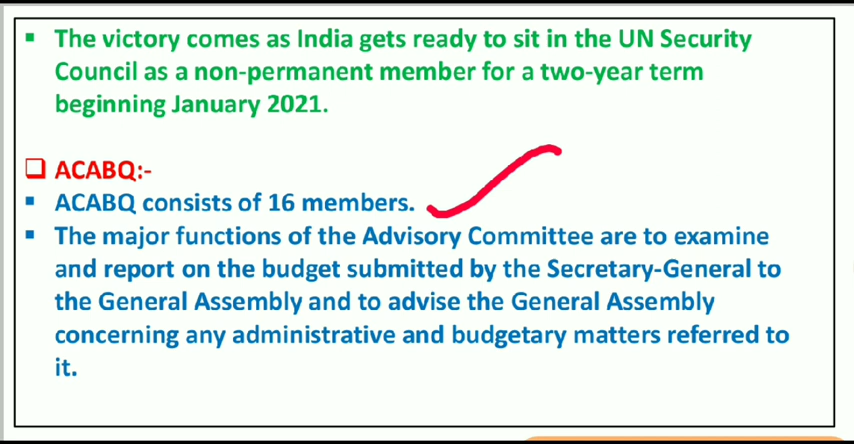 ▪ The victory comes as India gets ready to sit in the UN Security
Council as a non-permanent member for a two-year term
beginning January 2021.
❑ ACABQ:-
▪ ACABQ consists of 16 members.
▪ The major functions of the Advisory Committee are to examine
and report on the budget submitted by the Secretary-General to
the General Assembly and to advise the General Assembly
concerning any administrative and budgetary matters referred to
it.